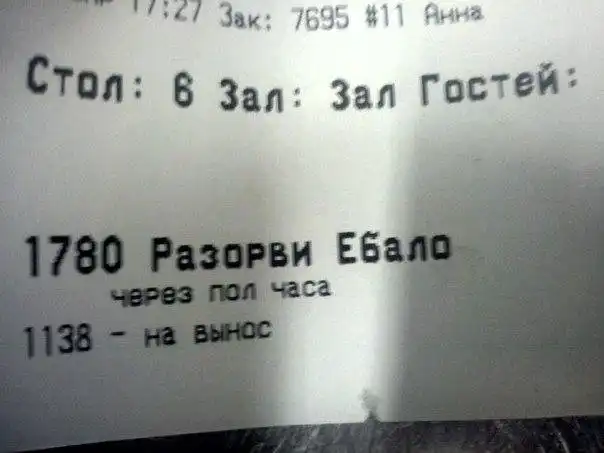 17:27 Зак: 7695 #11 Анна
Стол: 6 Зал: Зал Гостей:
1780 Разорви Ебало
через пол часа
1138 - на вынос